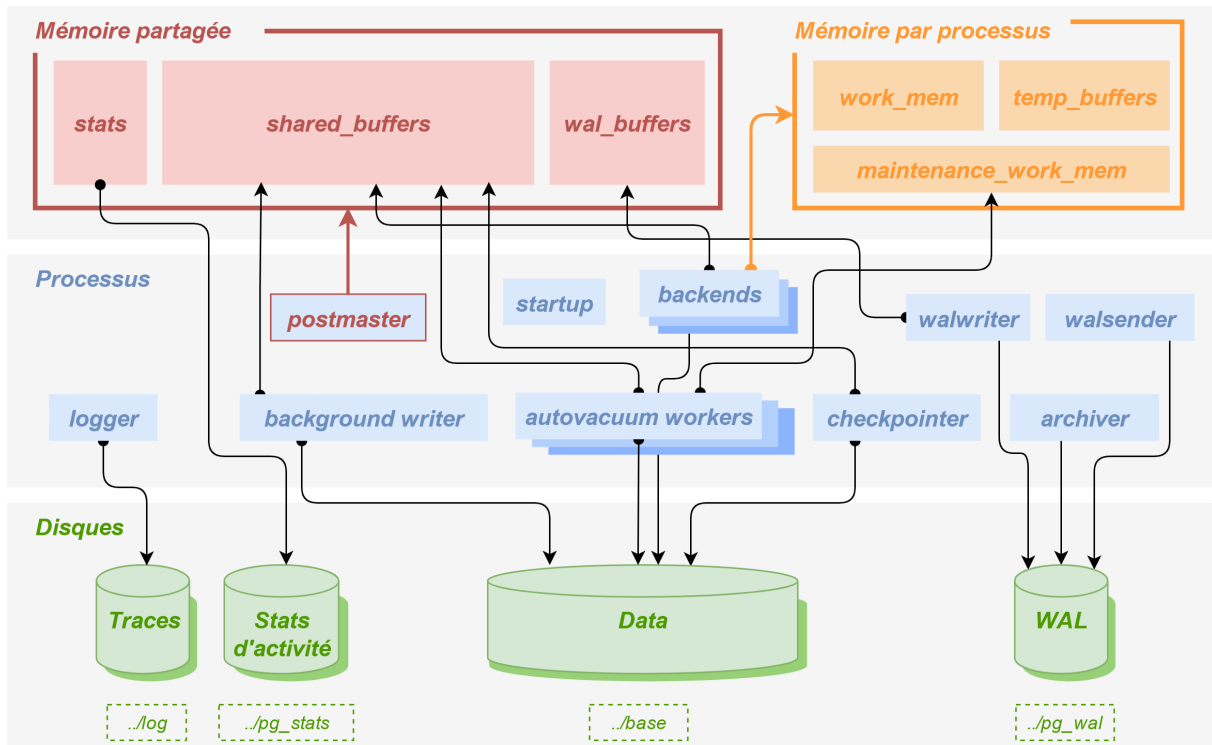 Mémoire partagée
Mémoire par processus
stats
shared_buffers
wal_buffers
work_mem
temp_buffers
maintenance_work_mem
Processus
postmaster
startup
backends
walwriter
walsender
logger
background writer
autovacuum workers
checkpointer
archiver
Disques
Traces
Stats
d'activité
Data
WAL
../log
../pg_stats
../base
../pg_wal